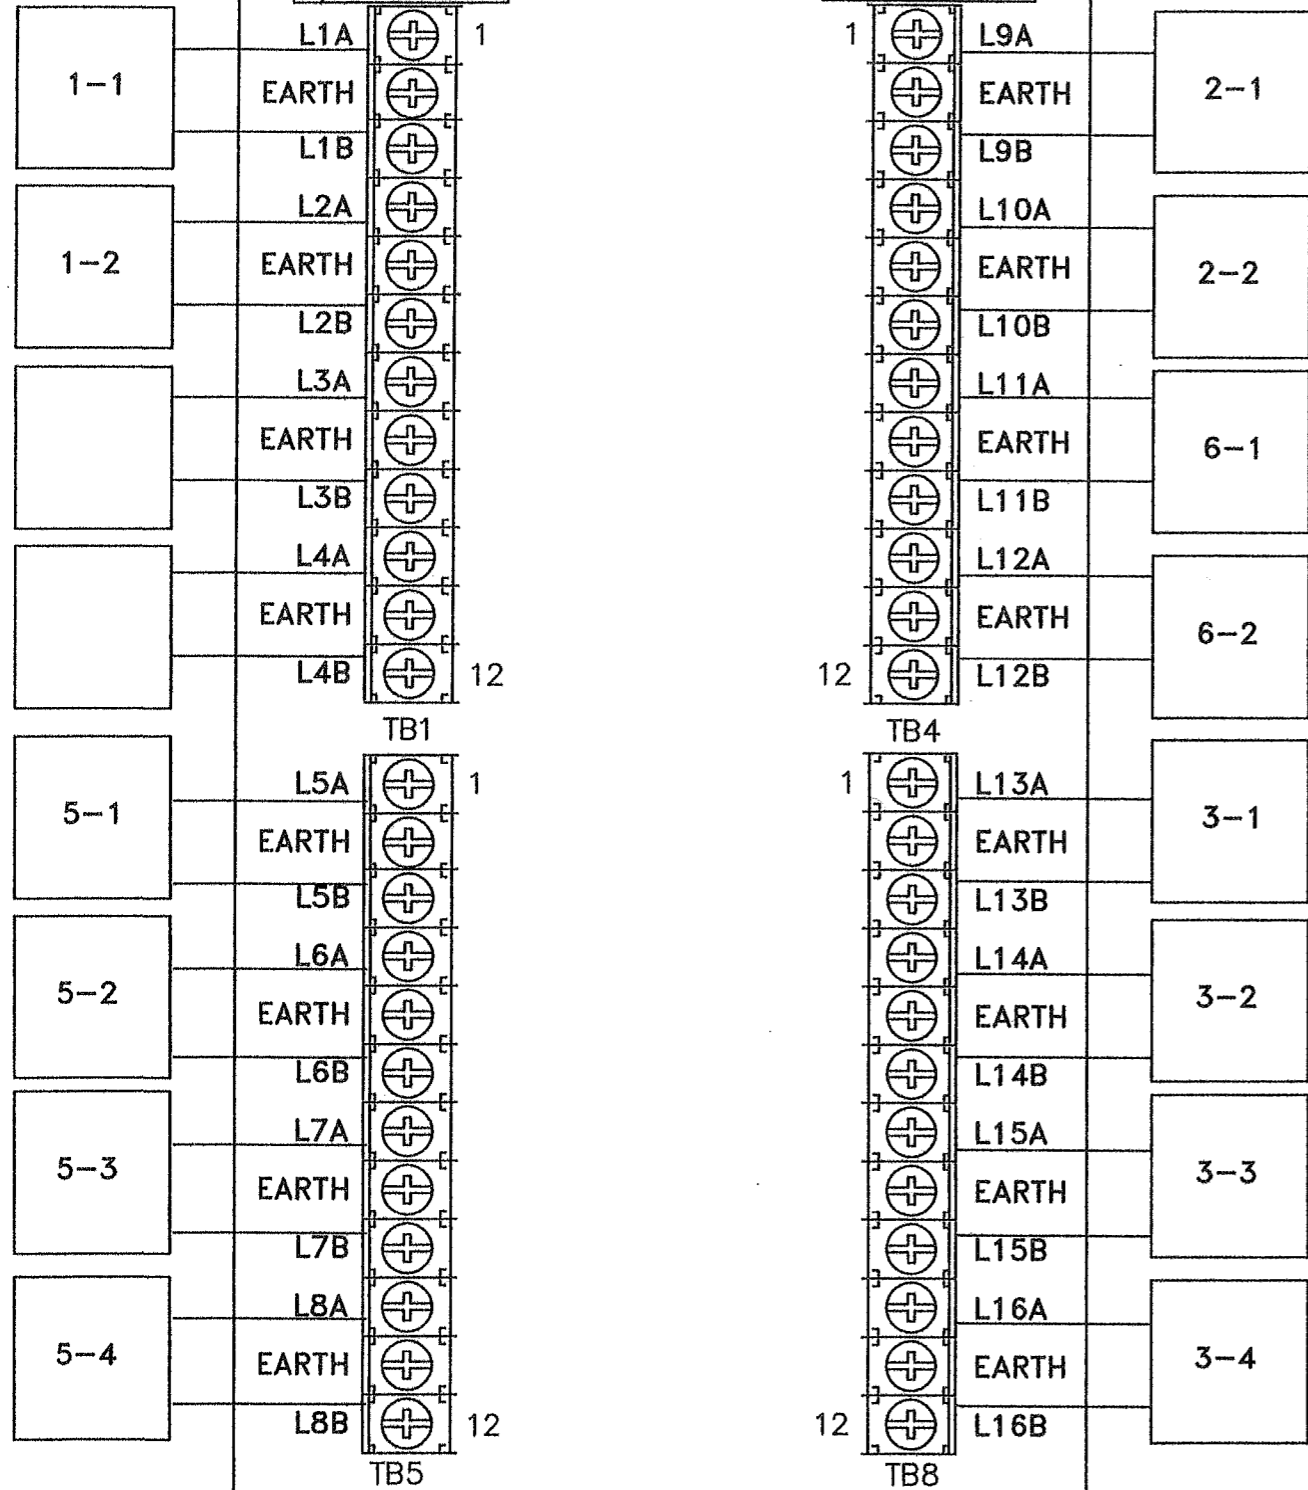 L1A 1
1-1
EARTH
L1B
L2A
1-2
EARTH
L2B
L3A
EARTH
L3B
L4A
EARTH
L4B 12
TB1
L5A 1
5-1
EARTH
L5B
L6A
5-2
EARTH
L6B
L7A
5-3
EARTH
L7B
L8A
5-4
EARTH
L8B 12
TB5
1 L9A
2-1
EARTH
L9B
L10A
2-2
EARTH
L10B
L11A
6-1
EARTH
L11B
L12A
6-2
EARTH
12 L12B
TB4
1 L13A
3-1
EARTH
L13B
L14A
3-2
EARTH
L14B
L15A
3-3
EARTH
L15B
L16A
3-4
EARTH
12 L16B
TB8